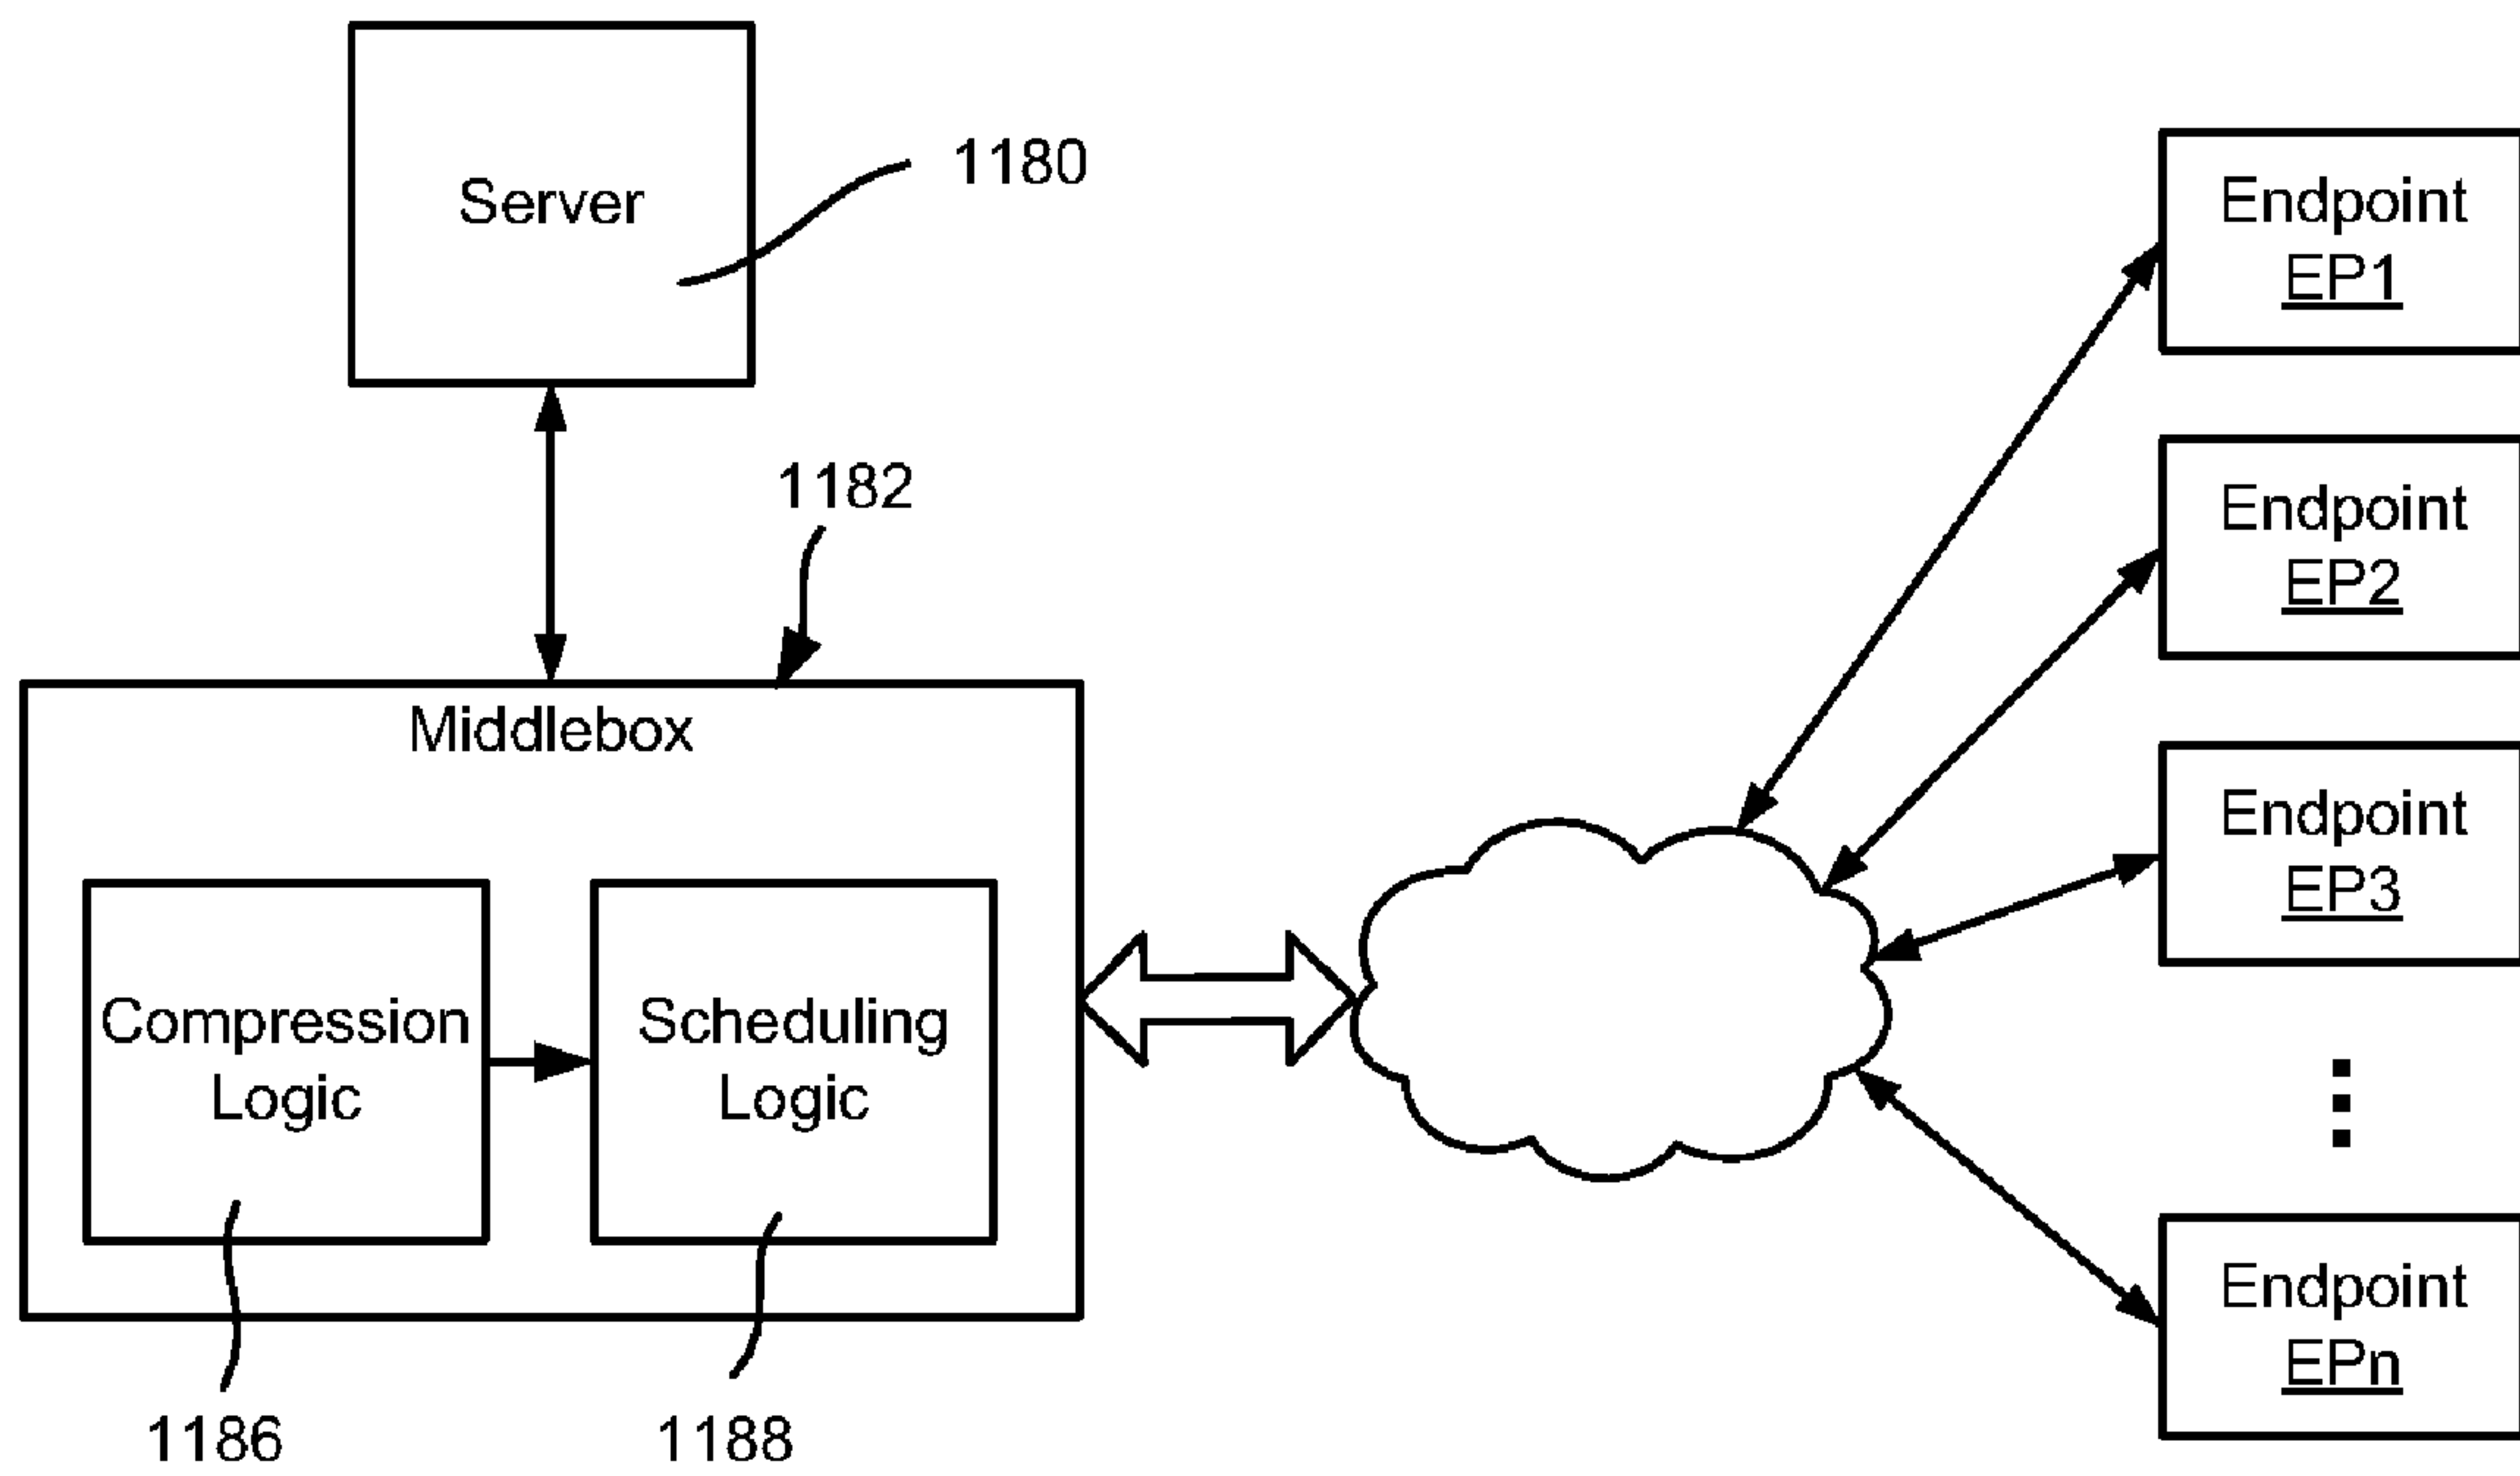 Server
1180
1182
Middlebox
Compression
Logic
Scheduling
Logic
1186
1188
Endpoint
EP1
Endpoint
EP2
Endpoint
EP3
Endpoint
EPn